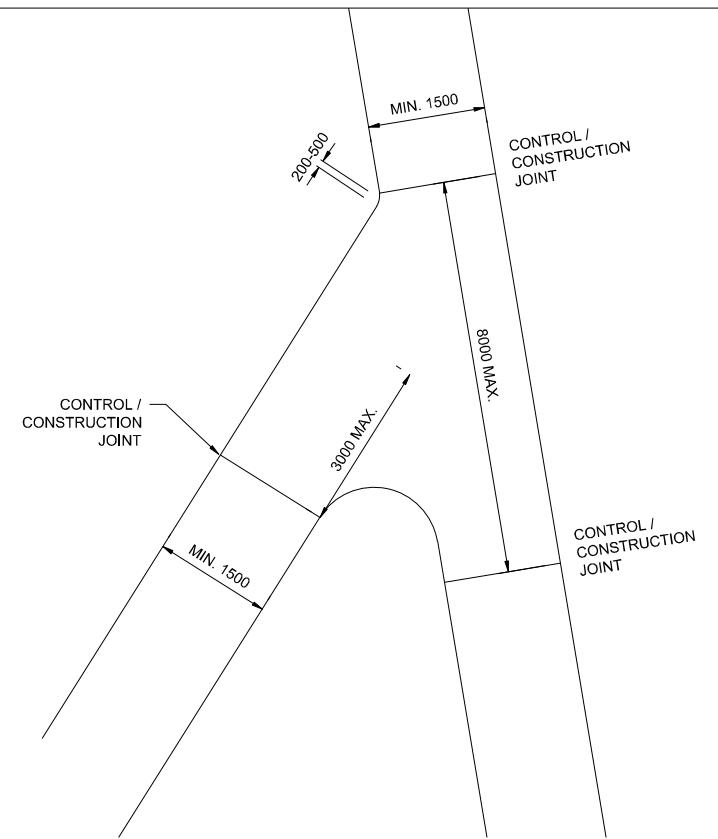 MIN. 1500
200-500
CONTROL /
CONSTRUCTION
JOINT
8000 MAX.
CONTROL /
CONSTRUCTION
JOINT
3000 MAX.
MIN. 1500
CONTROL /
CONSTRUCTION
JOINT